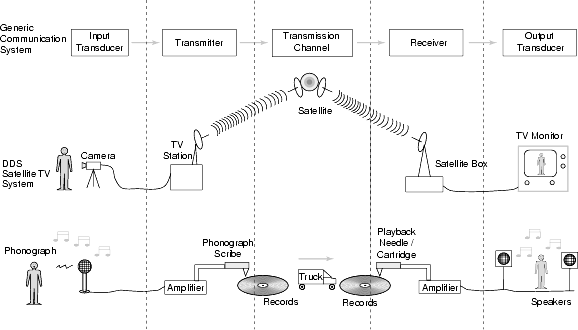 Generic
Communication
System
Input
Transducer
Transmitter
Transmission
Channel
Receiver
Output
Transducer
Satellite
DDS
Satellite TV
System
Camera
TV
Station
Satellite Box
TV Monitor
Phonograph
Phonograph
Scribe
Amplifier
Records
Truck
Records
Playback
Needle /
Cartridge
Amplifier
Speakers